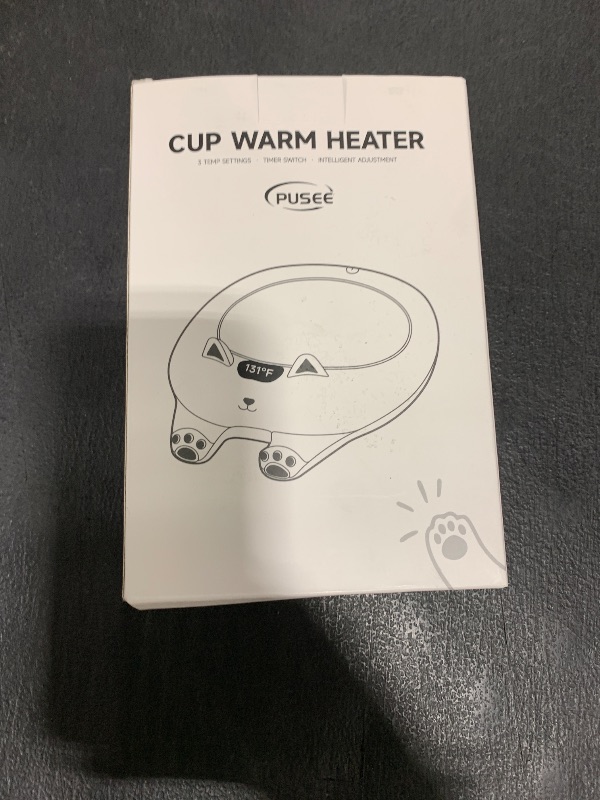 CUP WARM HEATER
3 TEMP SETTINGS · TIMER SWITCH · INTELLIGENT ADJUSTMENT
PUSEE
131°F